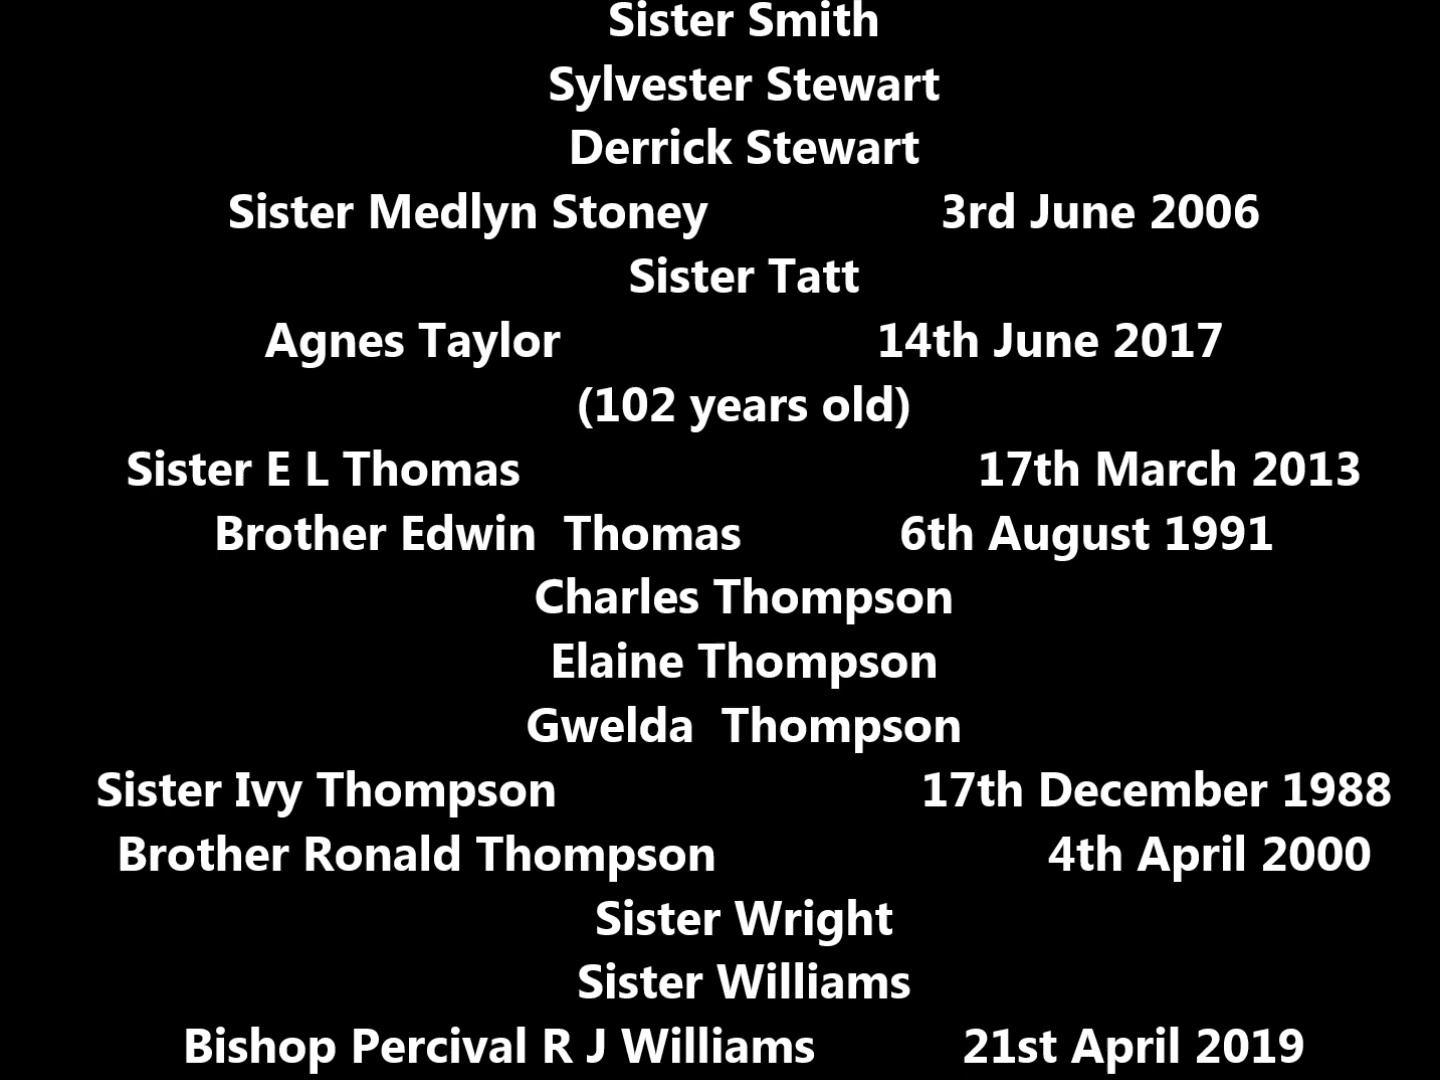 Sister Smith
Sylvester Stewart
Derrick Stewart
Sister Medlyn Stoney 3rd June 2006
Sister Tatt
Agnes Taylor 14th June 2017
(102 years old)
Sister E L Thomas 17th March 2013
Brother Edwin Thomas 6th August 1991
Charles Thompson
Elaine Thompson
Gwelda Thompson
Sister Ivy Thompson 17th December 1988
Brother Ronald Thompson 4th April 2000
Sister Wright
Sister Williams
Bishop Percival R J Williams 21st April 2019